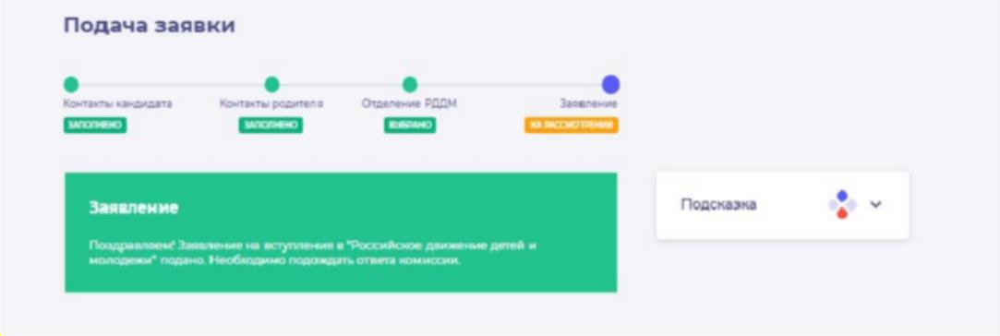 Подача заявки
Контакты кандидата
Контакты родителя
Отделение РДДМ
Заявление
ЗАПОЛНЕНО
ЗАПОЛНЕНО
ВЫБРАНО
НА РАССМОТРЕНИИ
Заявление
Поздравляем! Заявление на вступление в "Российское движение детей и
молодежи" подано. Необходимо подождать ответа комиссии.
Подсказка